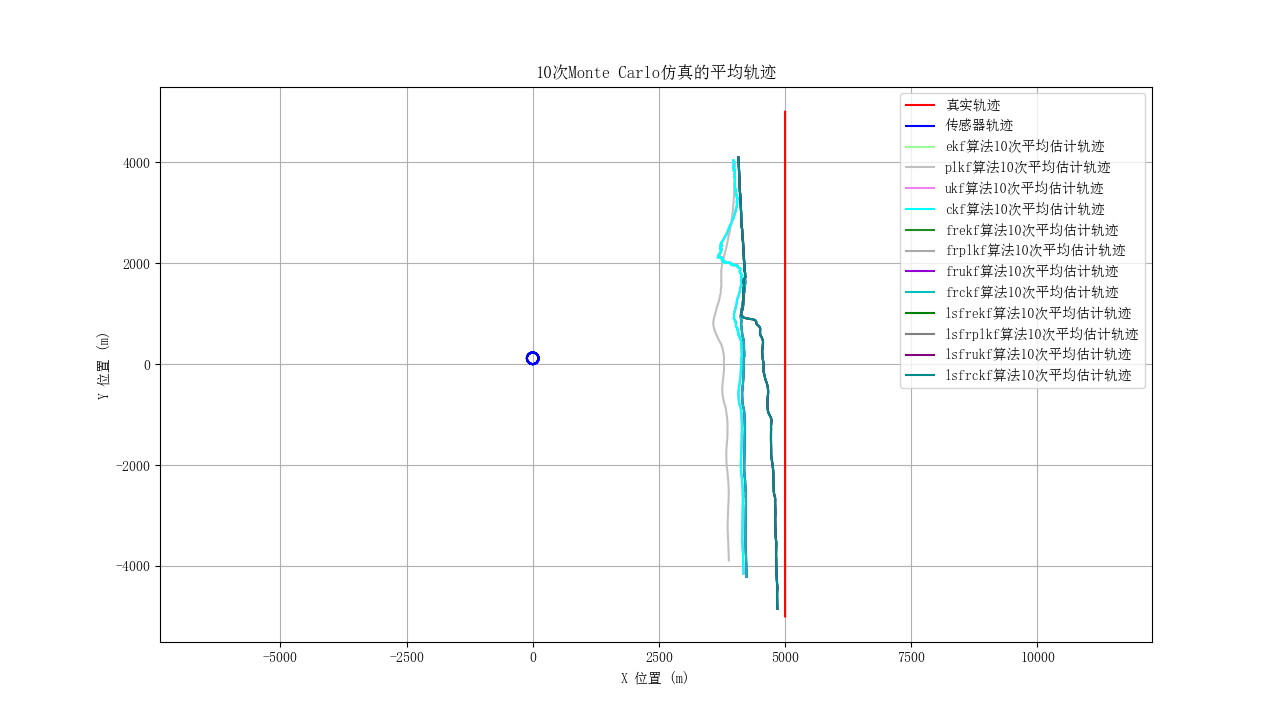 10次Monte Carlo仿真的平均轨迹
真实轨迹
传感器轨迹
ekf算法10次平均估计轨迹
plkf算法10次平均估计轨迹
ukf算法10次平均估计轨迹
ckf算法10次平均估计轨迹
frekf算法10次平均估计轨迹
frplkf算法10次平均估计轨迹
frukf算法10次平均估计轨迹
frckf算法10次平均估计轨迹
lsfrekf算法10次平均估计轨迹
lsfrplkf算法10次平均估计轨迹
lsfrukf算法10次平均估计轨迹
lsfrckf算法10次平均估计轨迹
Y 位置 (m)
4000
2000
0
−2000
−4000
−5000
−2500
0
2500
5000
7500
10000
X 位置 (m)